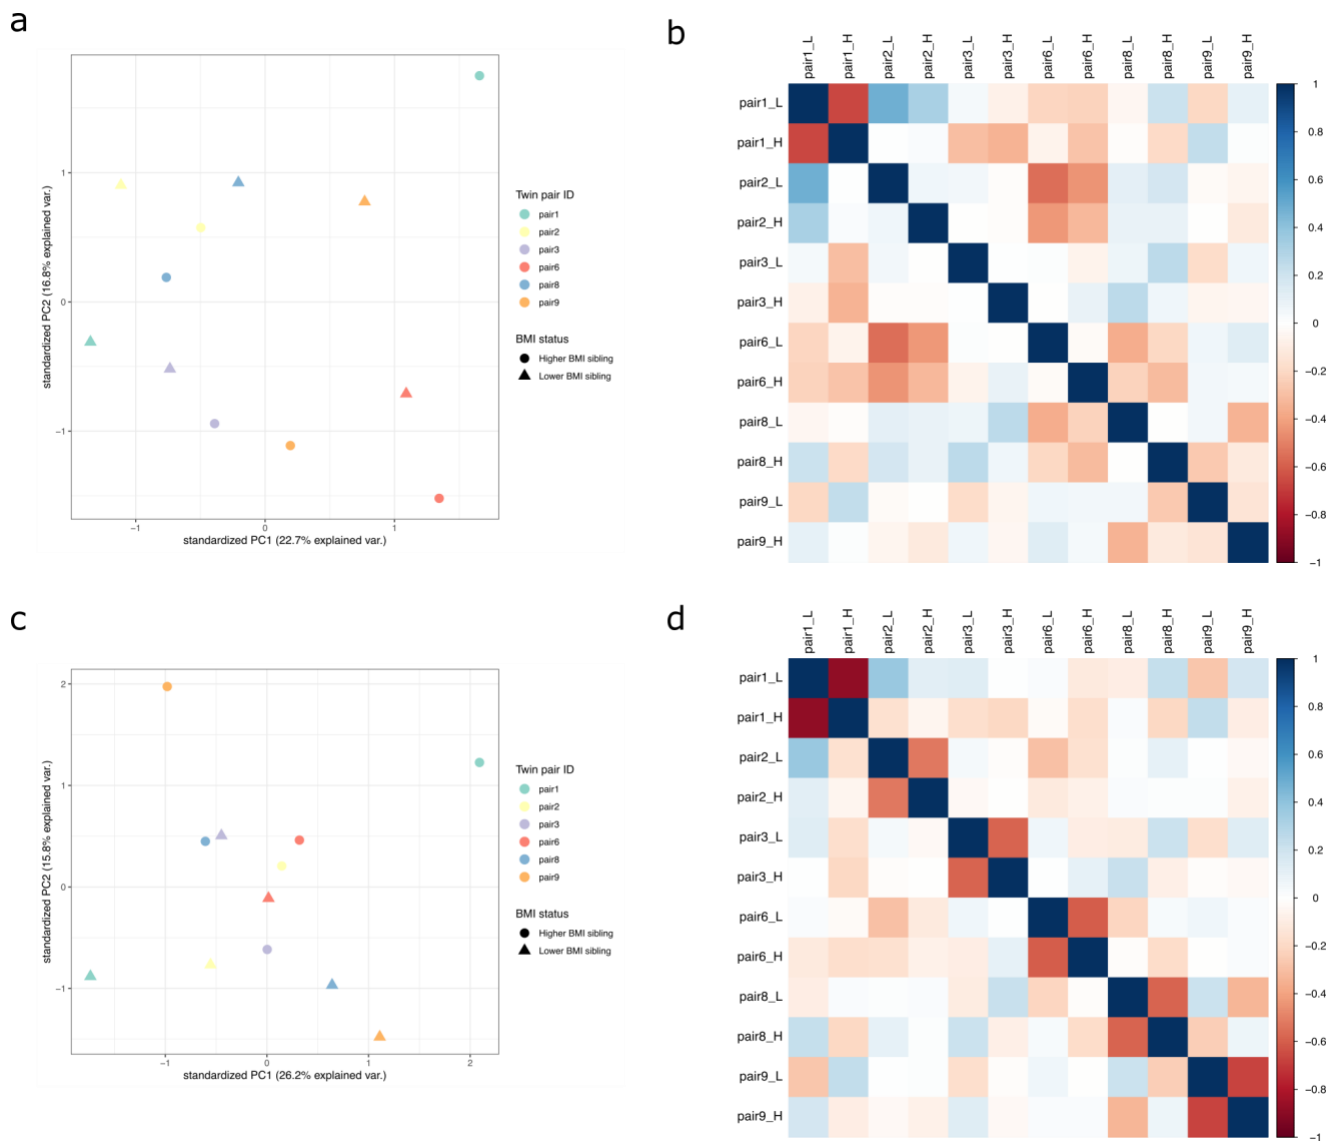 a
1
0
−1
−1
0
1
standardized PC1 (22.7% explained var.)
standardized PC2 (16.8% explained var.)
Twin pair ID
pair1
pair2
pair3
pair6
pair8
pair9
BMI status
Higher BMI sibling
Lower BMI sibling
b
pair1_L pair1_H pair2_L pair2_H pair3_L pair3_H pair6_L pair6_H pair8_L pair8_H pair9_L pair9_H
pair1_L
pair1_H
pair2_L
pair2_H
pair3_L
pair3_H
pair6_L
pair6_H
pair8_L
pair8_H
pair9_L
pair9_H
1
0.8
0.6
0.4
0.2
0
−0.2
−0.4
−0.6
−0.8
−1
c
2
1
0
−1
−1
0
1
2
standardized PC1 (26.2% explained var.)
standardized PC2 (15.8% explained var.)
Twin pair ID
pair1
pair2
pair3
pair6
pair8
pair9
BMI status
Higher BMI sibling
Lower BMI sibling
d
pair1_L pair1_H pair2_L pair2_H pair3_L pair3_H pair6_L pair6_H pair8_L pair8_H pair9_L pair9_H
pair1_L
pair1_H
pair2_L
pair2_H
pair3_L
pair3_H
pair6_L
pair6_H
pair8_L
pair8_H
pair9_L
pair9_H
1
0.8
0.6
0.4
0.2
0
−0.2
−0.4
−0.6
−0.8
−1